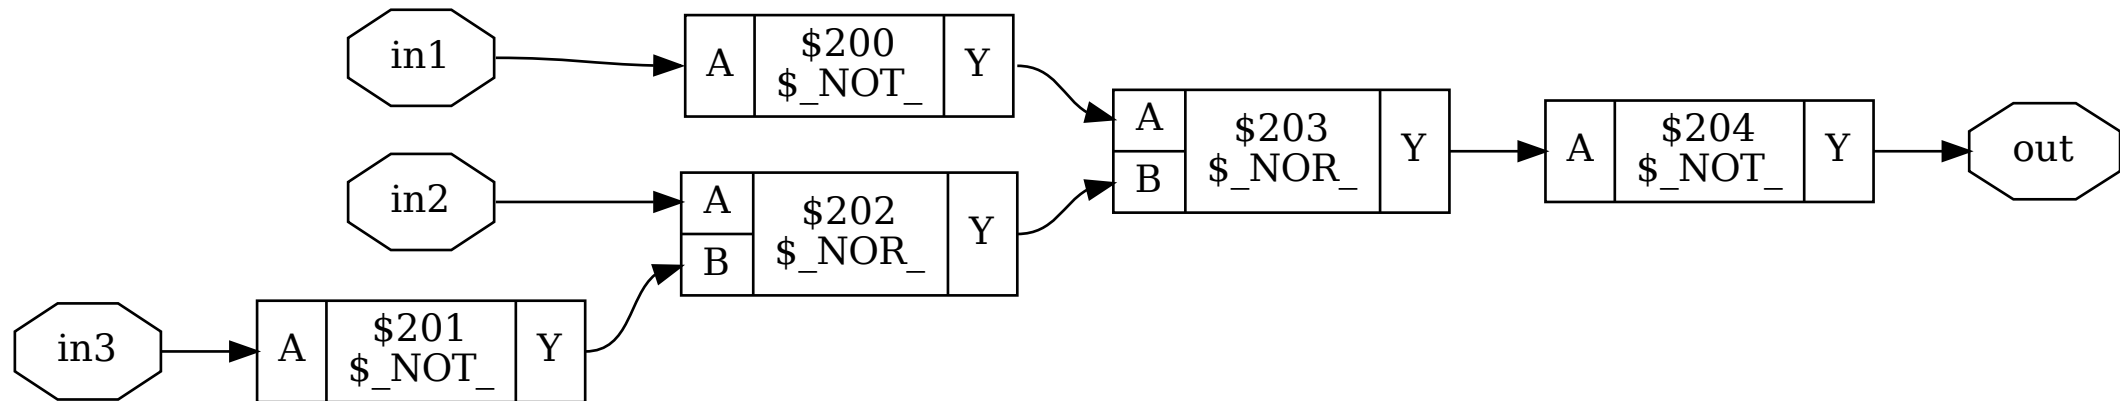 in1
A
$200
$_NOT_
Y
in2
A
B
$202
$_NOR_
Y
in3
A
$201
$_NOT_
Y
A
B
$203
$_NOR_
Y
A
$204
$_NOT_
Y
out